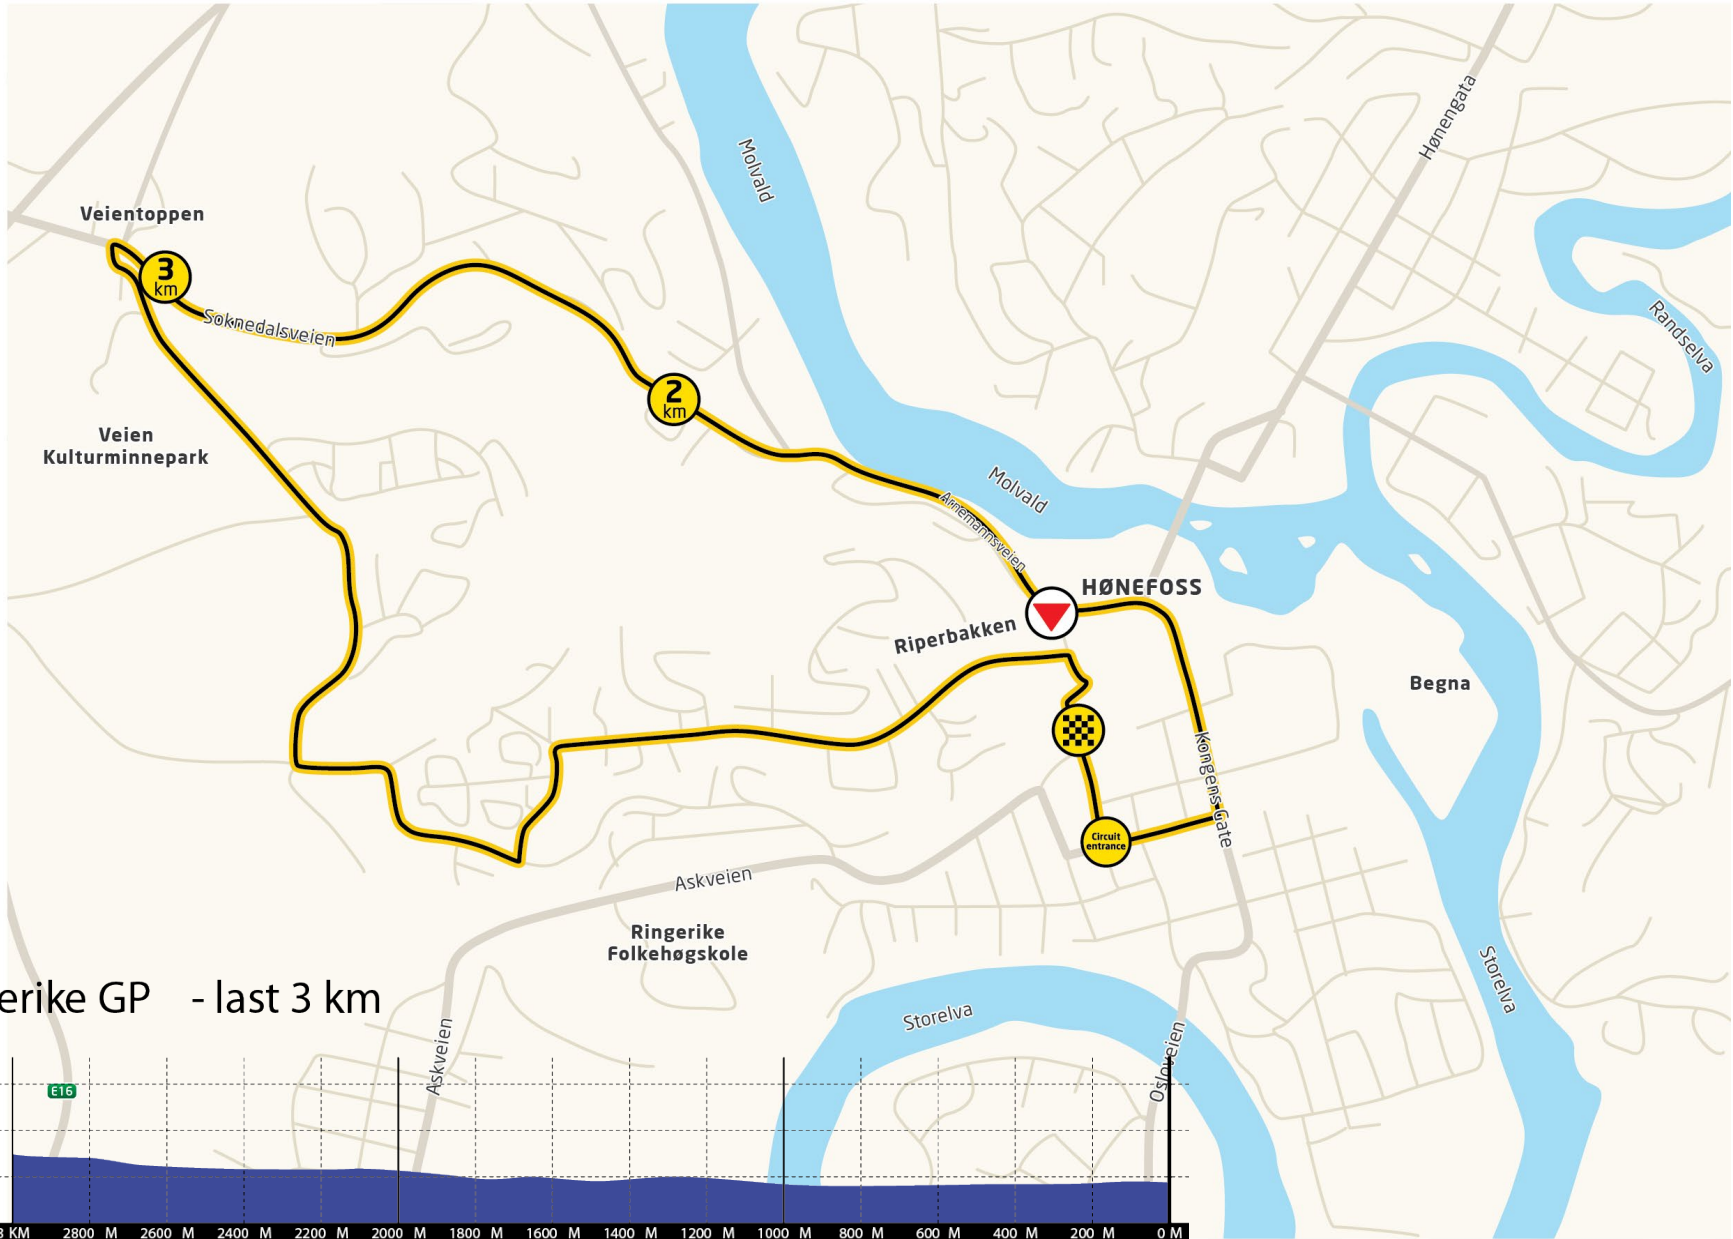 Hønengata
Molvald
Veientoppen
3
km
Soknedalsveien
Randselva
2
km
Veien
Kulturminnepark
Molvald
Arnemannsveien
HØNEFOSS
Riperbakken
Begna
Kongens Gate
Circuit
entrance
Askveien
Ringerike
Folkehøgskole
Storelva
Storelva
erike GP - last 3 km
Askveien
Osloveien
E16
3 KM 2800 M 2600 M 2400 M 2200 M 2000 M 1800 M 1600 M 1400 M 1200 M 1000 M 800 M 600 M 400 M 200 M 0 M